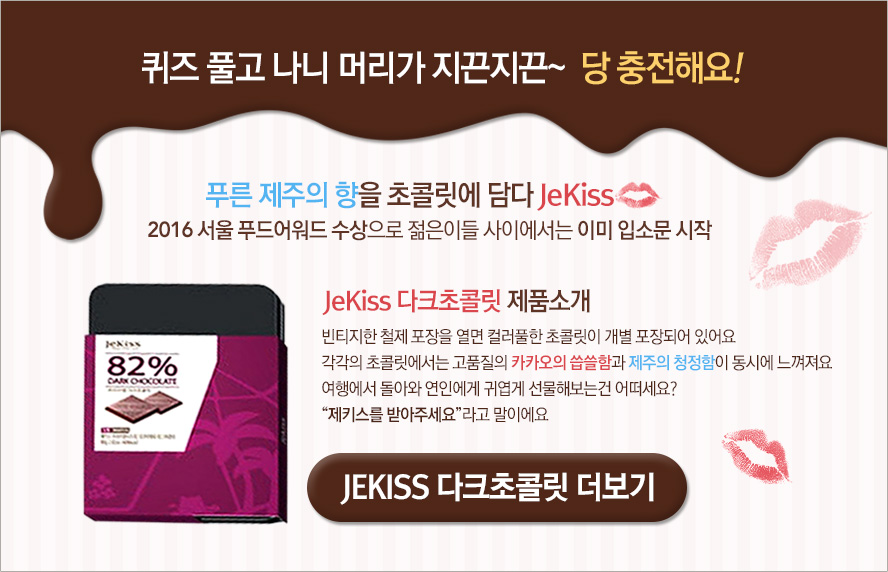 퀴즈 풀고 나니 머리가 지끈지끈~ 당 충전해요!
푸른 제주의 향을 초콜릿에 담다 JeKiss
2016 서울 푸드어워드 수상으로 젊은이들 사이에서는 이미 입소문 시작
JeKiss 다크초콜릿 제품소개
빈티지한 철제 포장을 열면 컬러풀한 초콜릿이 개별 포장되어 있어요
각각의 초콜릿에서는 고품질의 카카오의 씁쓸함과 제주의 청정함이 동시에 느껴져요
여행에서 돌아와 연인에게 귀엽게 선물해보는건 어떠세요?
“제키스를 받아주세요”라고 말이에요
JeKiss
82%
DARK CHOCOLATE
JEKISS 다크초콜릿 더보기